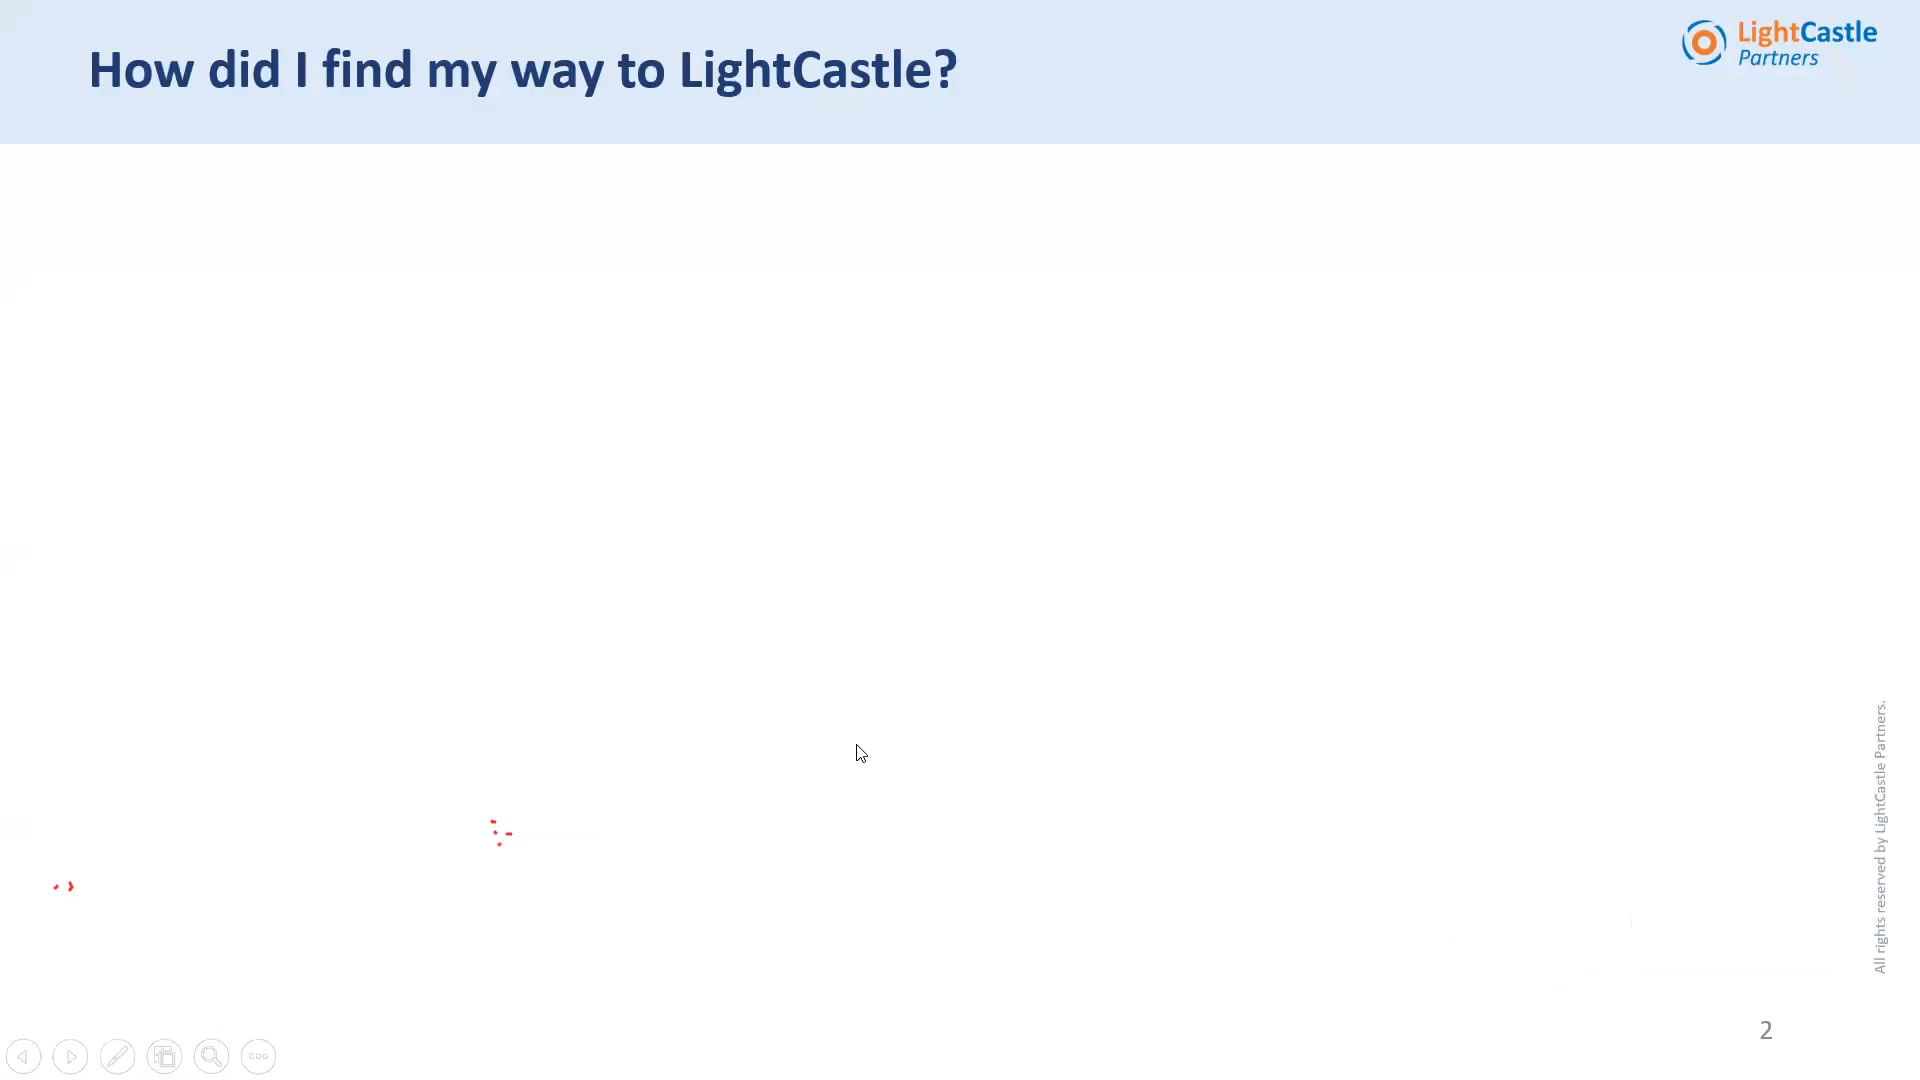 How did I find my way to LightCastle?
LightCastle
Partners
All rights reserved by LightCastle Partners.
2